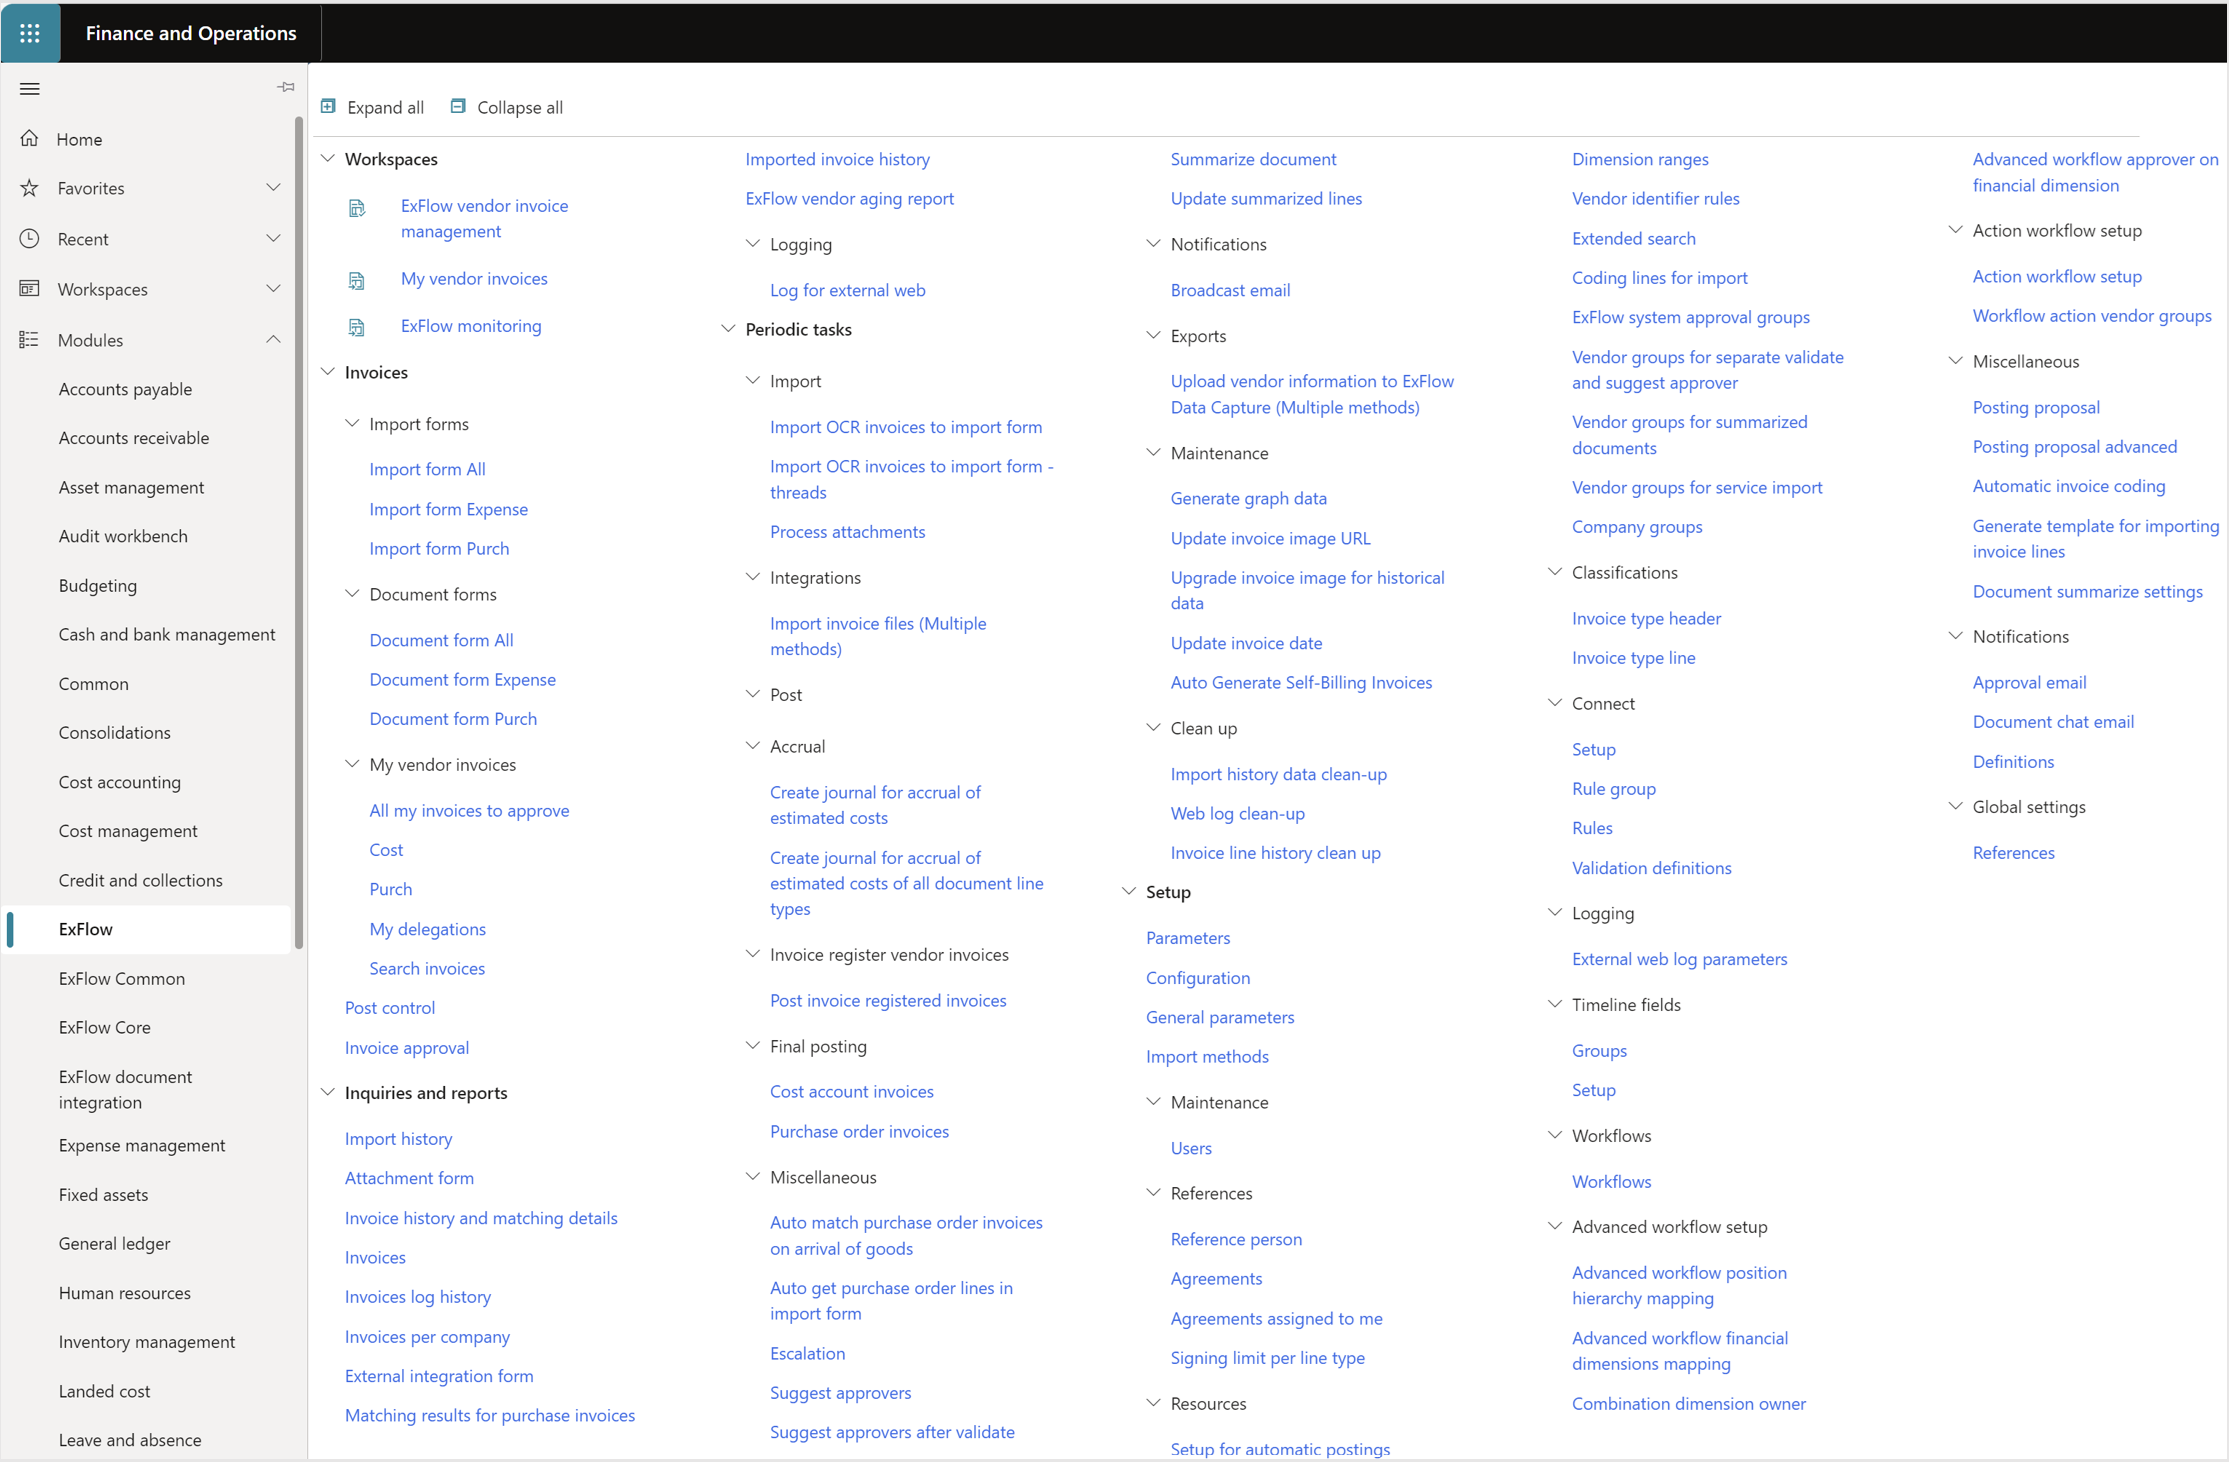 Finance and Operations
Home
Favorites
Recent
Workspaces
Modules
Accounts payable
Accounts receivable
Asset management
Audit workbench
Budgeting
Cash and bank management
Common
Consolidations
Cost accounting
Cost management
Credit and collections
ExFlow
ExFlow Common
ExFlow Core
ExFlow document
integration
Expense management
Fixed assets
General ledger
Human resources
Inventory management
Landed cost
Leave and absence
Expand all
Collapse all
Workspaces
ExFlow vendor invoice
management
My vendor invoices
ExFlow monitoring
Invoices
Import forms
Import form All
Import form Expense
Import form Purch
Document forms
Document form All
Document form Expense
Document form Purch
My vendor invoices
All my invoices to approve
Cost
Purch
My delegations
Search invoices
Post control
Invoice approval
Inquiries and reports
Import history
Attachment form
Invoice history and matching details
Invoices
Invoices log history
Invoices per company
External integration form
Matching results for purchase invoices
Imported invoice history
ExFlow vendor aging report
Logging
Log for external web
Periodic tasks
Import
Import OCR invoices to import form
Import OCR invoices to import form -
threads
Process attachments
Integrations
Import invoice files (Multiple
methods)
Post
Accrual
Create journal for accrual of
estimated costs
Create journal for accrual of
estimated costs of all document line
types
Invoice register vendor invoices
Post invoice registered invoices
Final posting
Cost account invoices
Purchase order invoices
Miscellaneous
Auto match purchase order invoices
on arrival of goods
Auto get purchase order lines in
import form
Escalation
Suggest approvers
Suggest approvers after validate
Summarize document
Update summarized lines
Notifications
Broadcast email
Exports
Upload vendor information to ExFlow
Data Capture (Multiple methods)
Maintenance
Generate graph data
Update invoice image URL
Upgrade invoice image for historical
data
Update invoice date
Auto Generate Self-Billing Invoices
Clean up
Import history data clean-up
Web log clean-up
Invoice line history clean up
Setup
Parameters
Configuration
General parameters
Import methods
Maintenance
Users
References
Reference person
Agreements
Agreements assigned to me
Signing limit per line type
Resources
Setup for automatic postings
Dimension ranges
Vendor identifier rules
Extended search
Coding lines for import
ExFlow system approval groups
Vendor groups for separate validate
and suggest approver
Vendor groups for summarized
documents
Vendor groups for service import
Company groups
Classifications
Invoice type header
Invoice type line
Connect
Setup
Rule group
Rules
Validation definitions
Logging
External web log parameters
Timeline fields
Groups
Setup
Workflows
Workflows
Advanced workflow setup
Advanced workflow position
hierarchy mapping
Advanced workflow financial
dimensions mapping
Combination dimension owner
Advanced workflow approver on
financial dimension
Action workflow setup
Action workflow setup
Workflow action vendor groups
Miscellaneous
Posting proposal
Posting proposal advanced
Automatic invoice coding
Generate template for importing
invoice lines
Document summarize settings
Notifications
Approval email
Document chat email
Definitions
Global settings
References